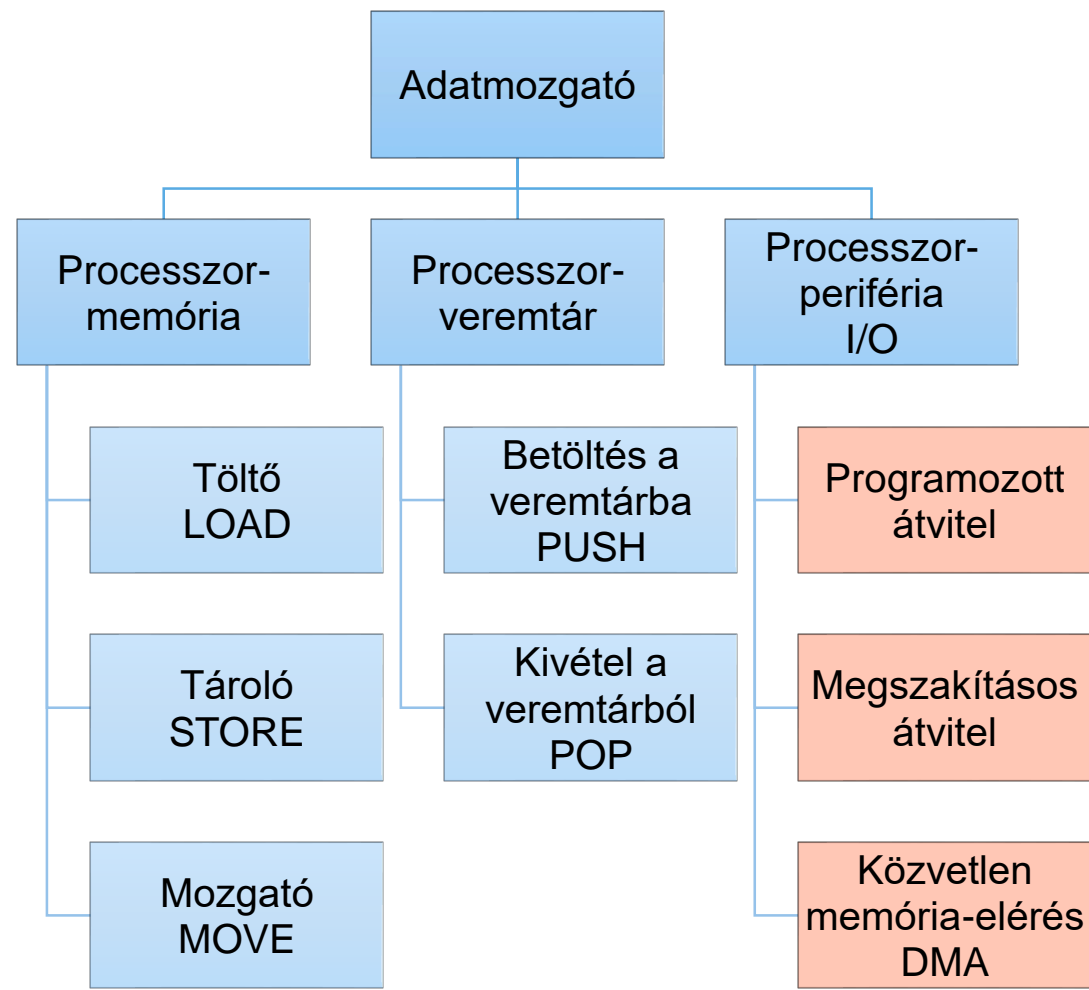 Adatmozgató
Processzor-
memória
Processzor-
veremtár
Processzor-
periféria
I/O
Töltő
LOAD
Betöltés a
veremtárba
PUSH
Programozott
átvitel
Tároló
STORE
Kivétel a
veremtárból
POP
Megszakításos
átvitel
Mozgató
MOVE
Közvetlen
memória-elérés
DMA